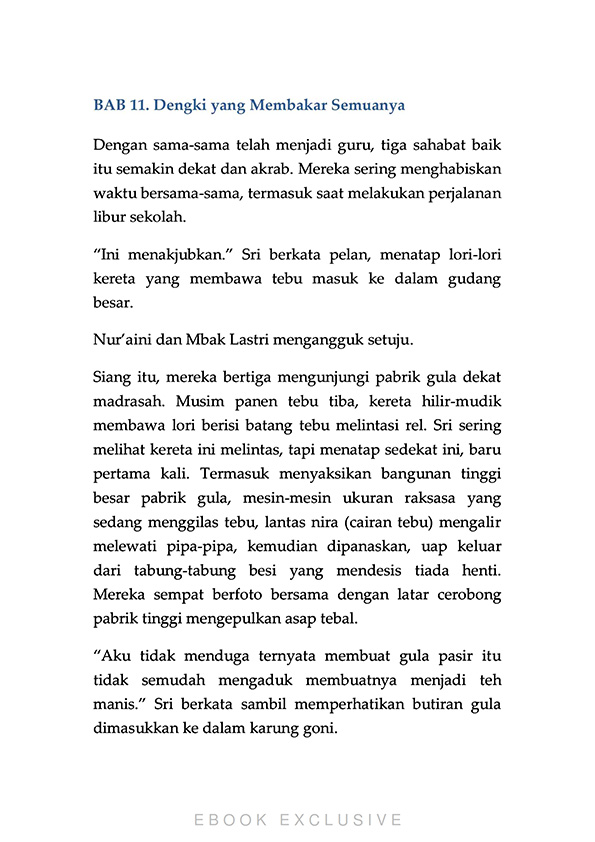 BAB 11. Dengki yang Membakar Semuanya
Dengan sama-sama telah menjadi guru, tiga sahabat baik
itu semakin dekat dan akrab. Mereka sering menghabiskan
waktu bersama-sama, termasuk saat melakukan perjalanan
libur sekolah.
“Ini menakjubkan.” Sri berkata pelan, menatap lori-lori
kereta yang membawa tebu masuk ke dalam gudang
besar.
Nur’aini dan Mbak Lastri mengangguk setuju.
Siang itu, mereka bertiga mengunjungi pabrik gula dekat
madrasah. Musim panen tebu tiba, kereta hilir-mudik
membawa lori berisi batang tebu melintasi rel. Sri sering
melihat kereta ini melintas, tapi menatap sedekat ini, baru
pertama kali. Termasuk menyaksikan bangunan tinggi
besar pabrik gula, mesin-mesin ukuran raksasa yang
sedang menggilas tebu, lantas nira (cairan tebu) mengalir
melewati pipa-pipa, kemudian dipanaskan, uap keluar
dari tabung-tabung besi yang mendesis tiada henti.
Mereka sempat berfoto bersama dengan latar cerobong
pabrik tinggi mengepulkan asap tebal.
“Aku tidak menduga ternyata membuat gula pasir itu
tidak semudah mengaduk membuatnya menjadi teh
manis.” Sri berkata sambil memperhatikan butiran gula
dimasukkan ke dalam karung goni.
EBOOK EXCLUSIVE